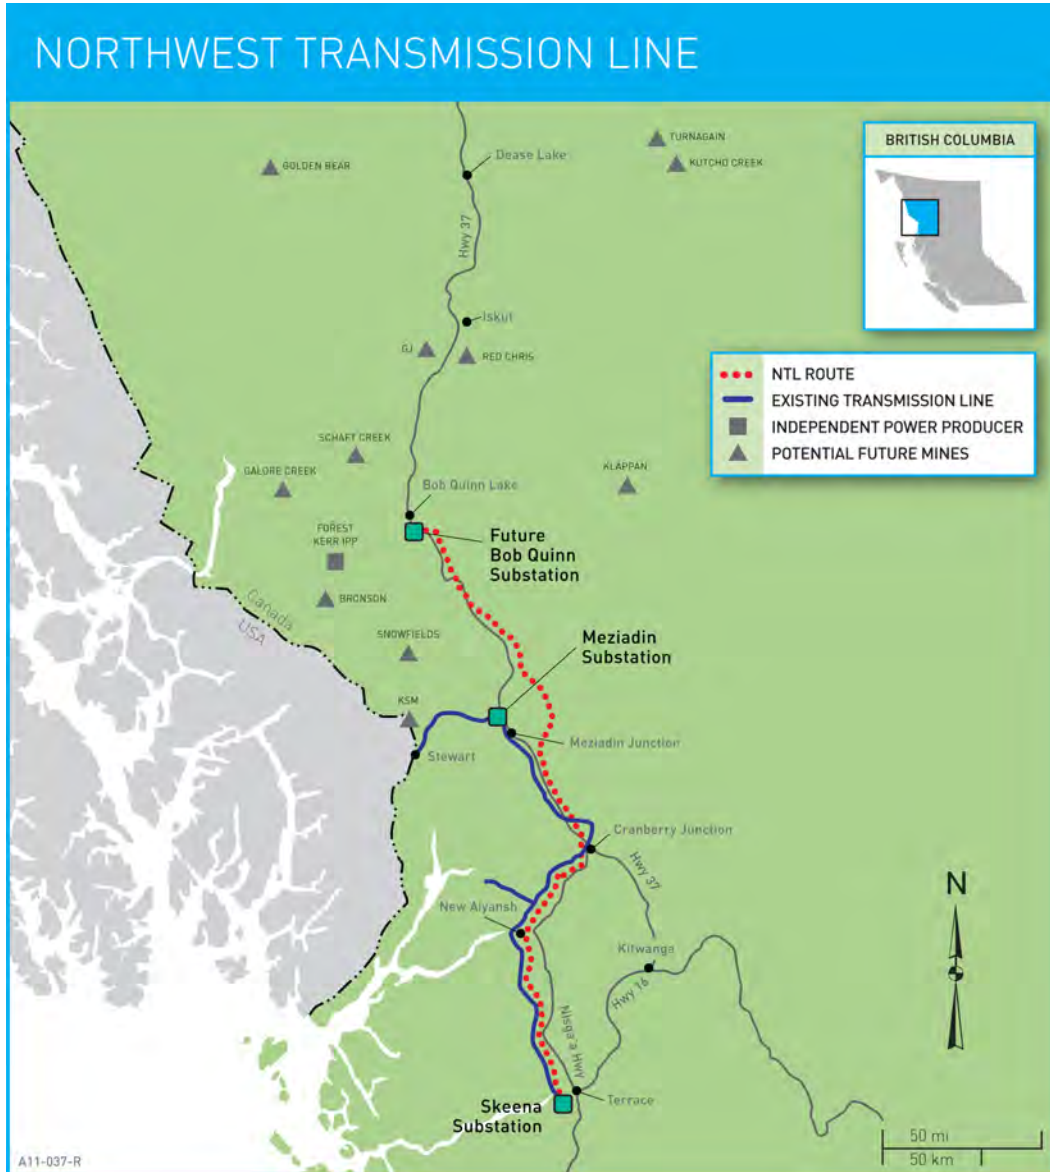 NORTHWEST TRANSMISSION LINE
TURNAGAIN
KUTCHO CREEK
GOLDEN BEAR
Dease Lake
BRITISH COLUMBIA
Hwy 37
Iskut
GJ
RED CHRIS
NTL ROUTE
EXISTING TRANSMISSION LINE
INDEPENDENT POWER PRODUCER
POTENTIAL FUTURE MINES
SCHAFT CREEK
GALORE CREEK
KLAPPAN
Bob Quinn Lake
FOREST
KERR IPP
Future
Bob Quinn
Substation
BRONSON
Canada
USA
SNOWFIELDS
Meziadin
Substation
KSM
Meziadin Junction
Stewart
Cranberry Junction
Hwy 37
New Aiyansh
N
Kitwanga
Hwy 16
Nisga'a HWY
Skeena
Substation
Terrace
50 mi
50 km
A11-037-R